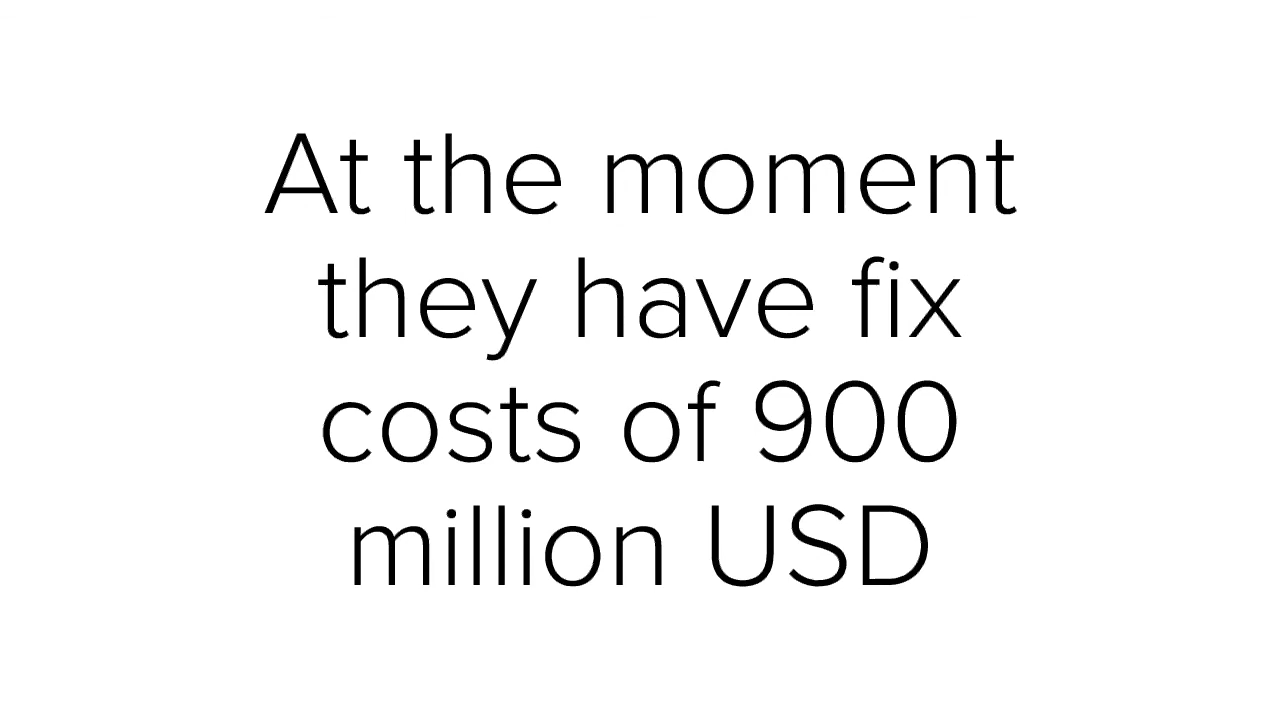 At the moment
they have fix
costs of 900
million USD